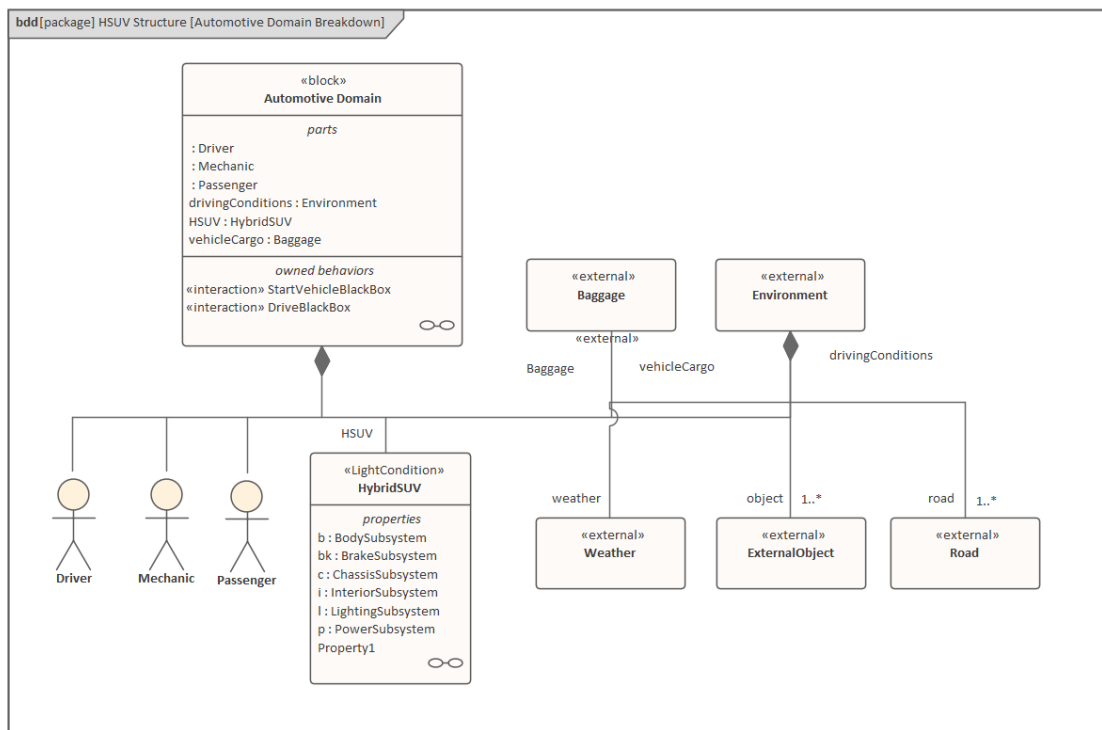 bdd[package] HSUV Structure [Automotive Domain Breakdown]
«block»
Automotive Domain
parts
: Driver
: Mechanic
: Passenger
drivingConditions : Environment
HSUV : HybridSUV
vehicleCargo : Baggage
owned behaviors
«interaction» StartVehicleBlackBox
«interaction» DriveBlackBox
«external»
Baggage
«external»
Environment
«external»
Baggage
vehicleCargo
drivingConditions
HSUV
«LightCondition»
HybridSUV
properties
b : BodySubsystem
bk : BrakeSubsystem
c : ChassisSubsystem
i : InteriorSubsystem
l : LightingSubsystem
p : PowerSubsystem
Property1
Driver
Mechanic
Passenger
weather
object
1..*
road
1..*
«external»
Weather
«external»
ExternalObject
«external»
Road